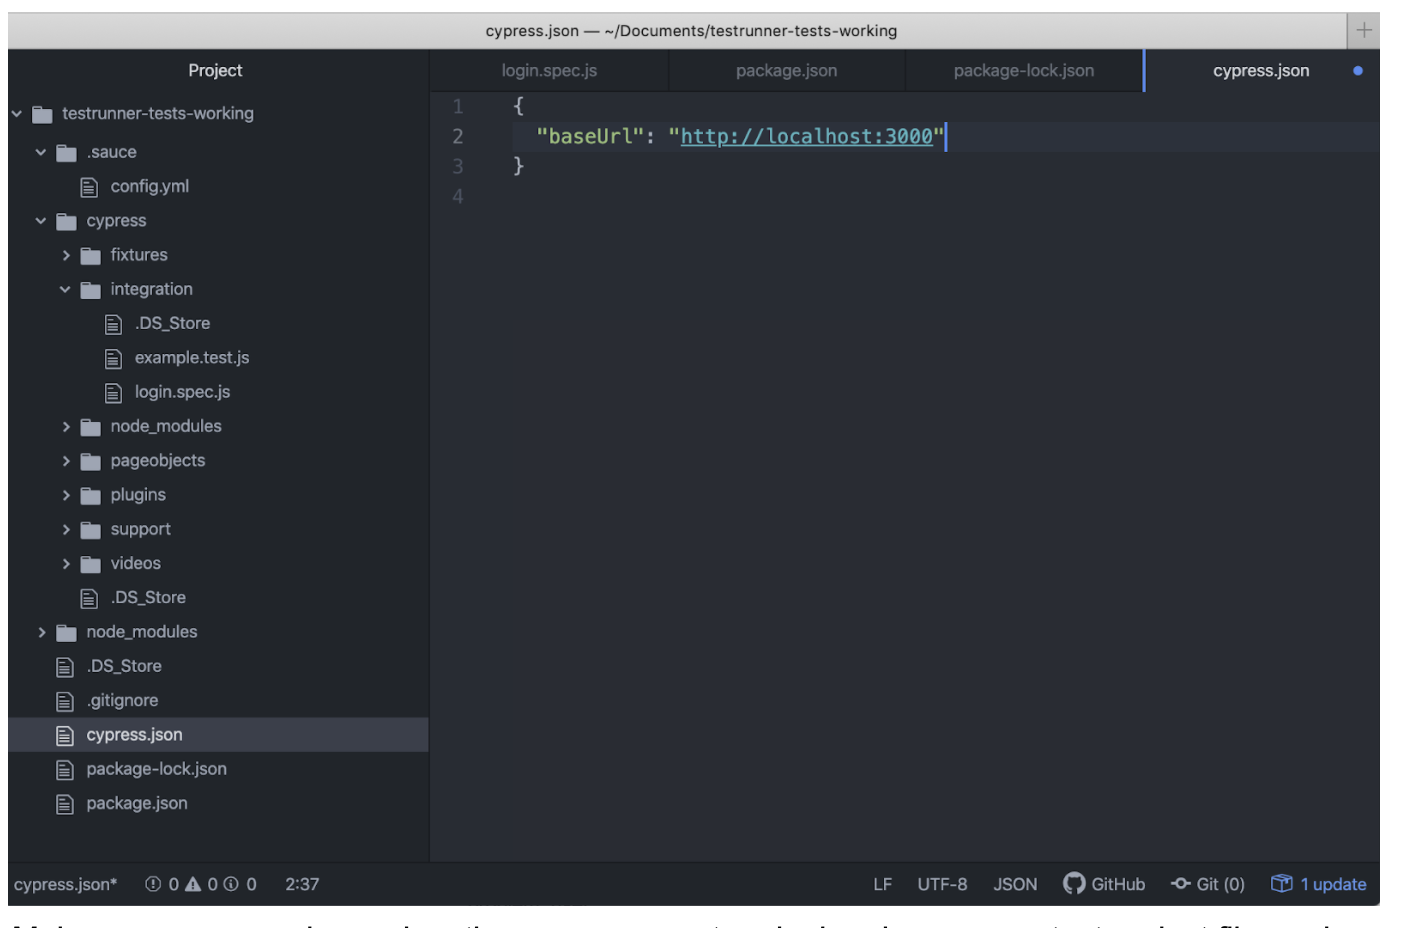 cypress.json — ~/Documents/testrunner-tests-working
Project
login.spec.js
package.json
package-lock.json
cypress.json
testrunner-tests-working
.sauce
config.yml
cypress
fixtures
integration
.DS_Store
example.test.js
login.spec.js
node_modules
pageobjects
plugins
support
videos
.DS_Store
node_modules
.DS_Store
.gitignore
cypress.json
package-lock.json
package.json
1 {
2 "baseUrl": "http://localhost:3000"
3 }
4
cypress.json* 0 0 0 2:37
LF UTF-8 JSON GitHub Git (0) 1 update